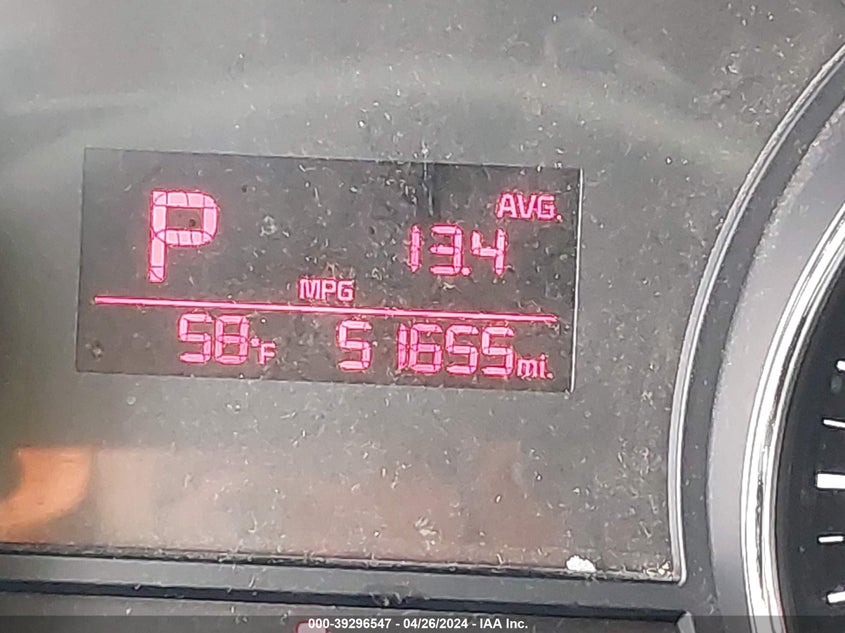 P
AVG.
13.4
MPG
58°F 51655mi.
000-39296547 - 04/26/2024 - IAA Inc.